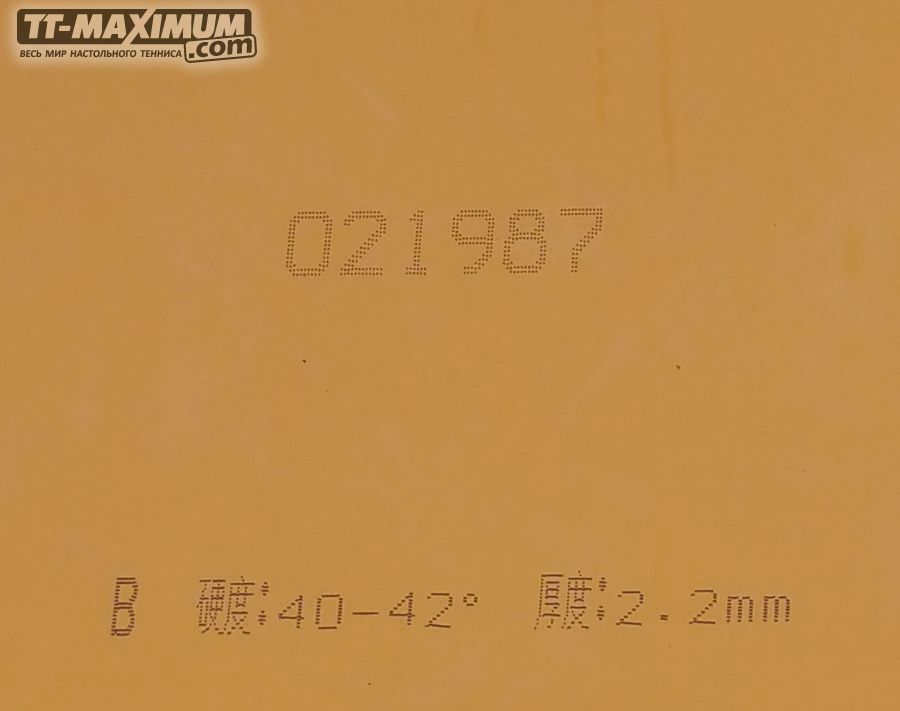 TT-MAXIMUM
.com
ВЕСЬ МИР НАСТОЛЬНОГО ТЕННИСА
021987
B 硬度:40-42° 厚度:2.2mm